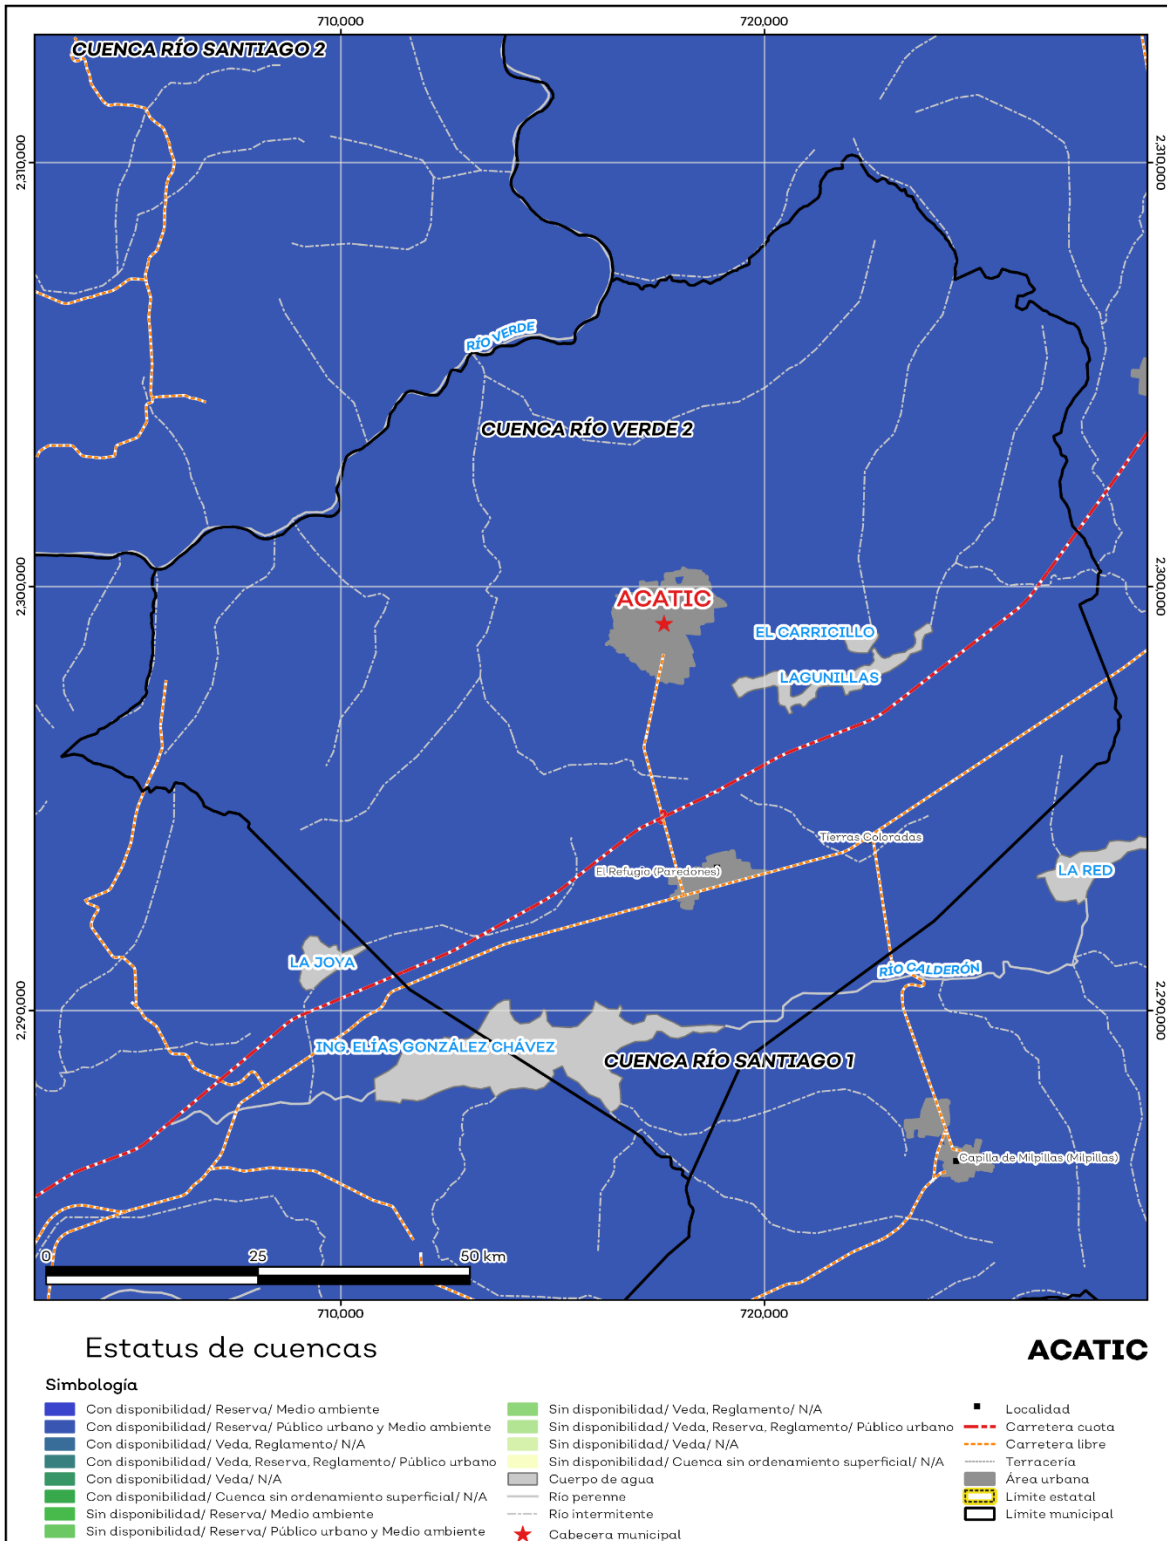 710,000
720,000
CUENCA RÍO SANTIAGO 2
2,310,000
2,310,000
RÍO VERDE
CUENCA RÍO VERDE 2
2,300,000
2,300,000
ACATIC
EL CARRICILLO
LAGUNILLAS
Tierras Coloradas
El Refugio (Paredones)
LA RED
LA JOYA
RÍO CALDERÓN
2,290,000
2,290,000
ING. ELÍAS GONZÁLEZ CHÁVEZ
CUENCA RÍO SANTIAGO 1
Capilla de Milpillas (Milpillas)
0 25 50 km
710,000
720,000
Estatus de cuencas
ACATIC
Simbología
Con disponibilidad/ Reserva/ Medio ambiente
Con disponibilidad/ Reserva/ Público urbano y Medio ambiente
Con disponibilidad/ Veda, Reglamento/ N/A
Con disponibilidad/ Veda, Reserva, Reglamento/ Público urbano
Con disponibilidad/ Veda/ N/A
Con disponibilidad/ Cuenca sin ordenamiento superficial/ N/A
Sin disponibilidad/ Reserva/ Medio ambiente
Sin disponibilidad/ Reserva/ Público urbano y Medio ambiente
Sin disponibilidad/ Veda, Reglamento/ N/A
Sin disponibilidad/ Veda, Reserva, Reglamento/ Público urbano
Sin disponibilidad/ Veda/ N/A
Sin disponibilidad/ Cuenca sin ordenamiento superficial/ N/A
Cuerpo de agua
Río perenne
Río intermitente
Cabecera municipal
Localidad
Carretera cuota
Carretera libre
Terracería
Área urbana
Límite estatal
Límite municipal